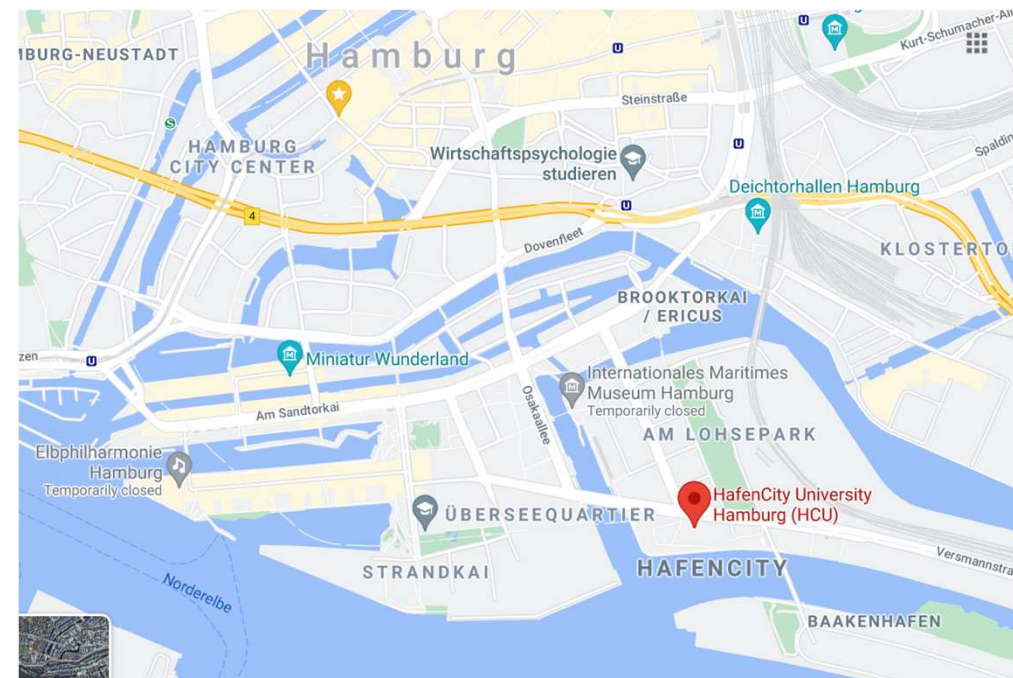 MBURG-NEUSTADT
Hamburg
U
U
Kurt-Schumacher-Al
Steinstraße
S
HAMBURG
CITY CENTER
Wirtschaftspsychologie
studieren
U
Spaldin
Deichtorhallen Hamburg
U
4
Dovenfleet
KLOSTERTO
BROOKTORKAI
/ ERICUS
zen
U
Miniatur Wunderland
Internationales Maritimes
Museum Hamburg
Temporarily closed
Osakaallee
Am Sandtorkai
AM LOHSEPARK
Elbphilharmonie
Hamburg
Temporarily closed
HafenCity University
Hamburg (HCU)
ÜBERSEEQUARTIER
Versmannstra
STRANDKAI
HAFENCITY
Norderelbe
BAAKENHAFEN